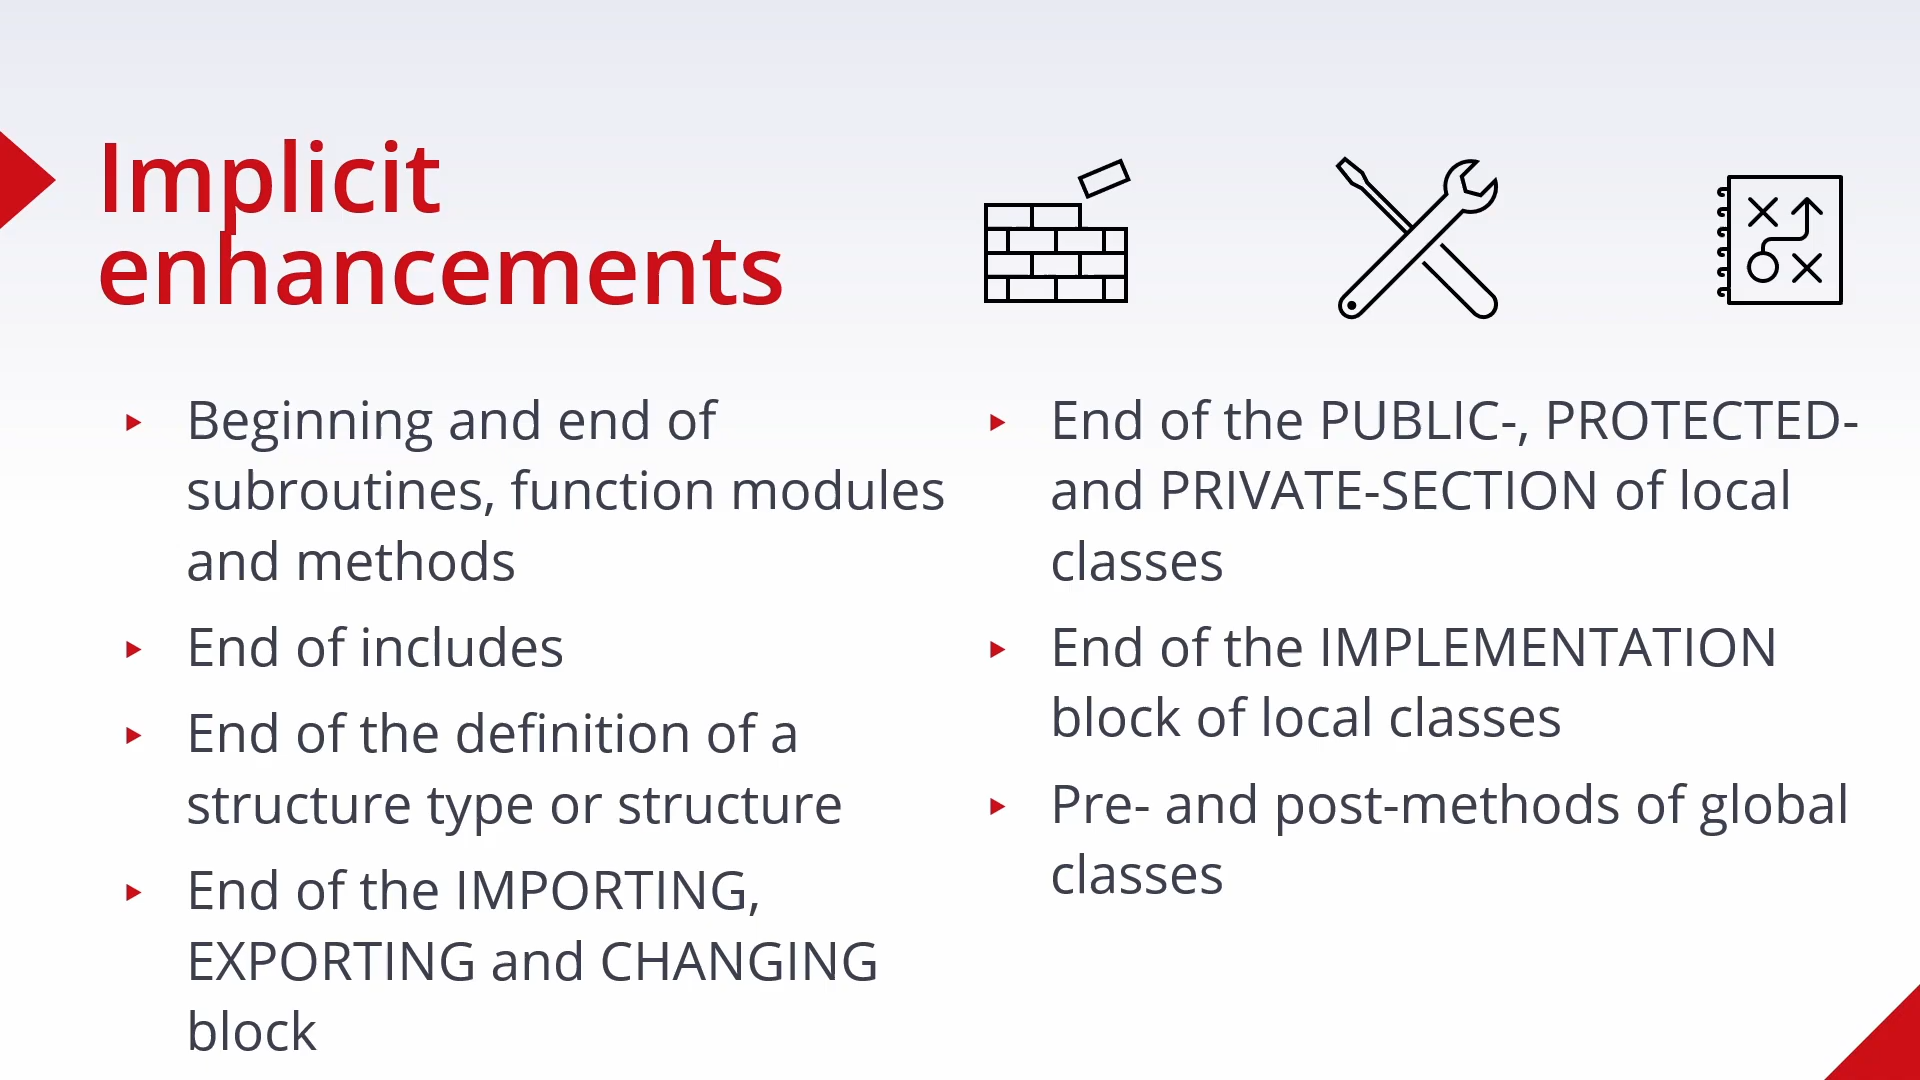 Implicit
enhancements
Beginning and end of
subroutines, function modules
and methods
End of includes
End of the definition of a
structure type or structure
End of the IMPORTING,
EXPORTING and CHANGING
block
End of the PUBLIC-, PROTECTED-
and PRIVATE-SECTION of local
classes
End of the IMPLEMENTATION
block of local classes
Pre- and post-methods of global
classes